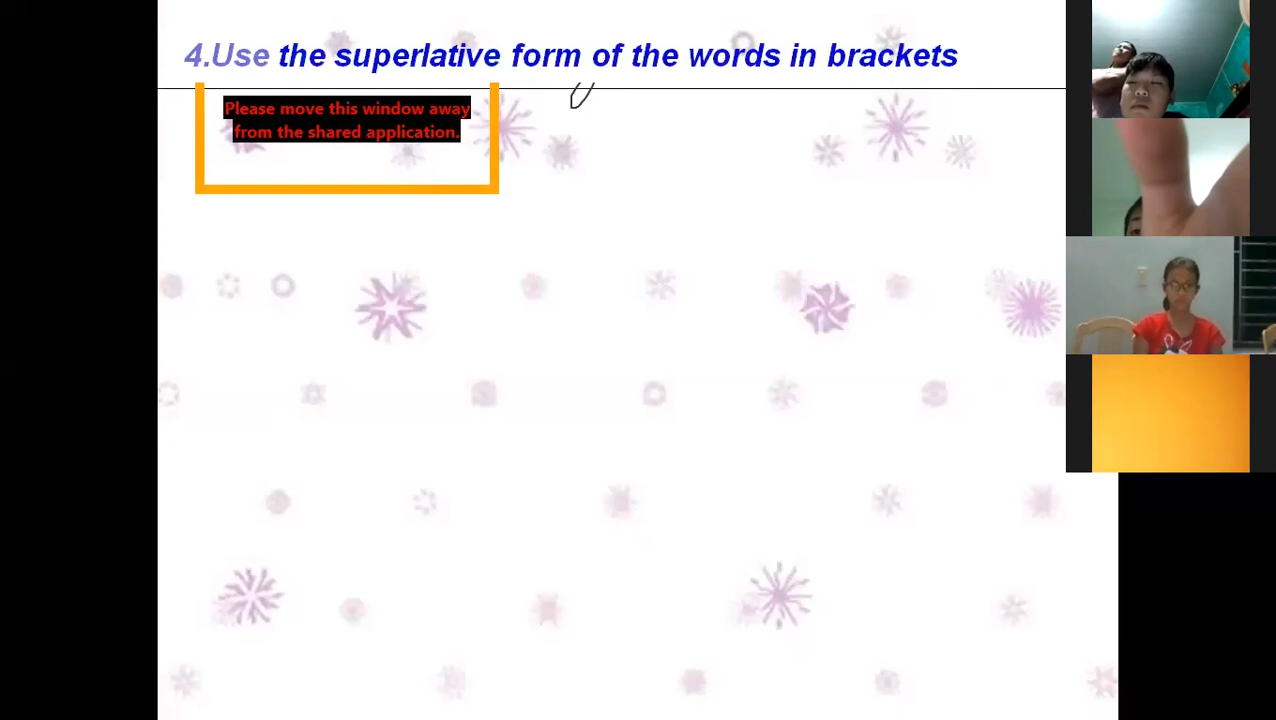 4.Use the superlative form of the words in brackets
Please move this window away
from the shared application.